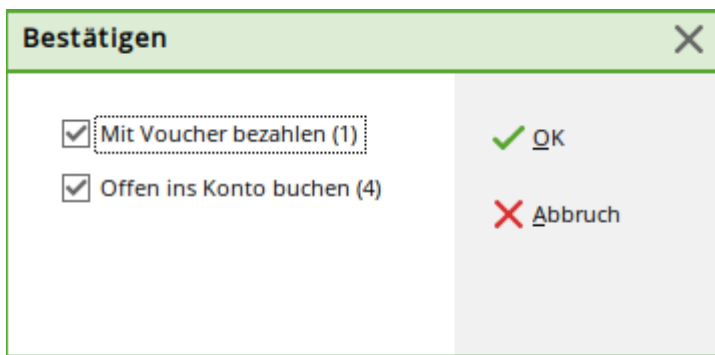 Bestätigen
Mit Voucher bezahlen (1)
Offen ins Konto buchen (4)
OK
Abbruch